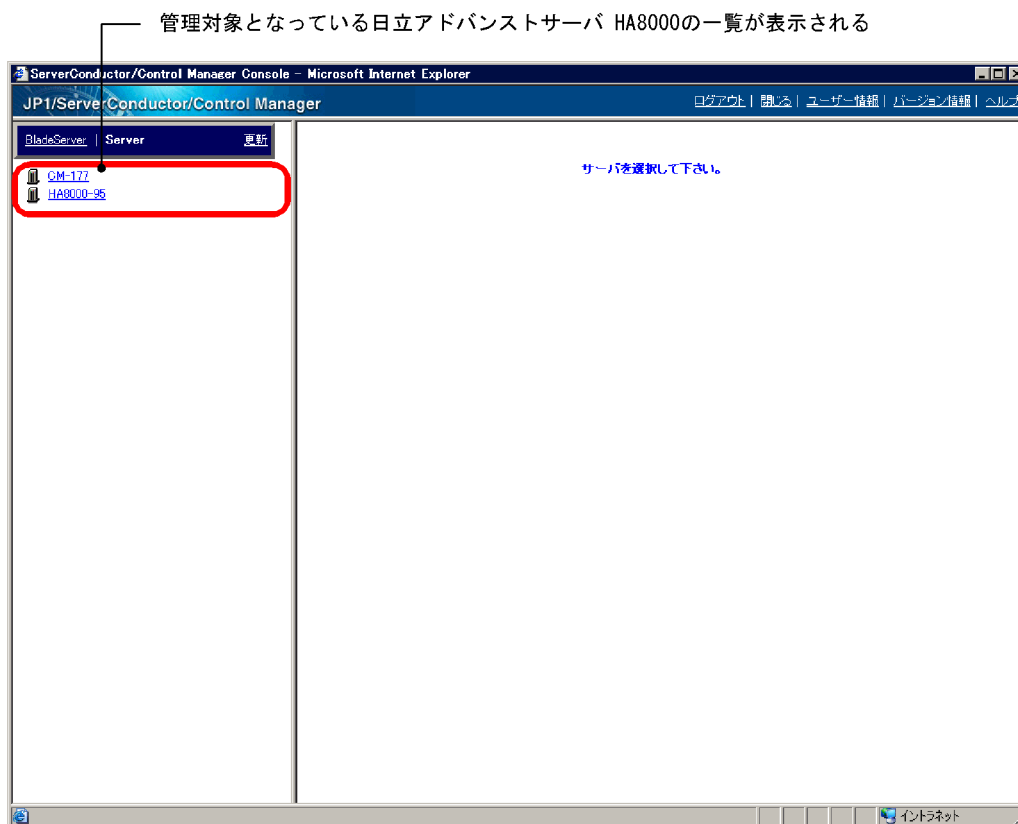 管理対象となっている日立アドバンストサーバ HA8000の一覧が表示される
ServerConductor/Control Manager Console - Microsoft Internet Explorer
JP1/ServerConductor/Control Manager
ログアウト | 閉じる | ユーザー情報 | バージョン情報 | ヘルプ
BladeServer | Server 更新
サーバを選択して下さい。
CM-177
HA8000-95
イントラネット